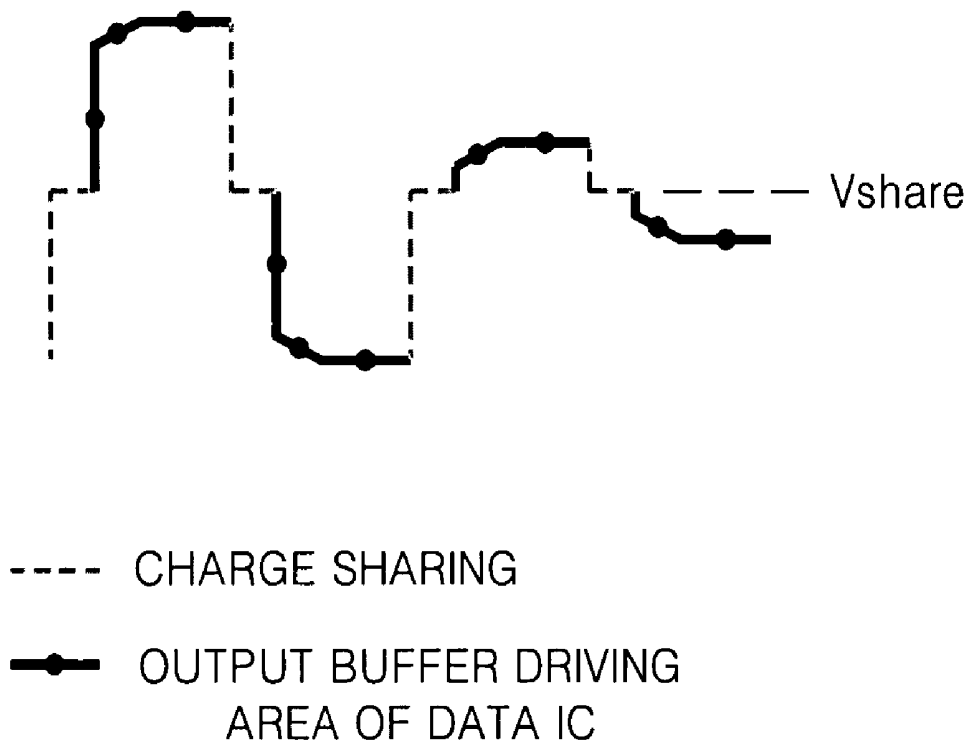 Vshare
CHARGE SHARING
OUTPUT BUFFER DRIVING
AREA OF DATA IC